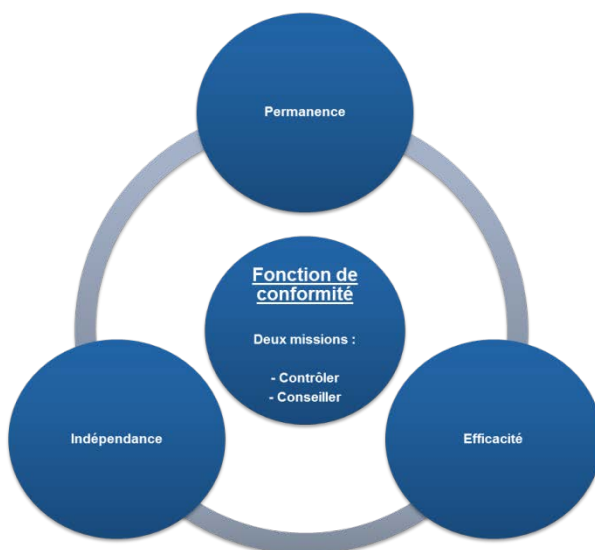 Permanence
Fonction de
conformité
Deux missions :
- Contrôler
- Conseiller
Indépendance
Efficacité